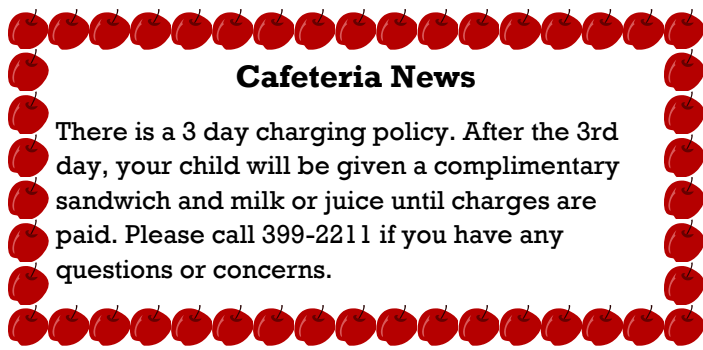 Cafeteria News
There is a 3 day charging policy. After the 3rd
day, your child will be given a complimentary
sandwich and milk or juice until charges are
paid. Please call 399-2211 if you have any
questions or concerns.